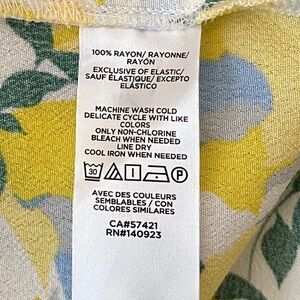 100% RAYON/ RAYONNE/
RAYÓN
EXCLUSIVE OF ELASTIC/
SAUF ÉLASTIQUE/ EXCEPTO
ELÁSTICO
MACHINE WASH COLD
DELICATE CYCLE WITH LIKE
COLORS
ONLY NON-CHLORINE
BLEACH WHEN NEEDED
LINE DRY
COOL IRON WHEN NEEDED
30 P
AVEC DES COULEURS
SEMBLABLES / CON
COLORES SIMILARES
CA#57421
RN#140923